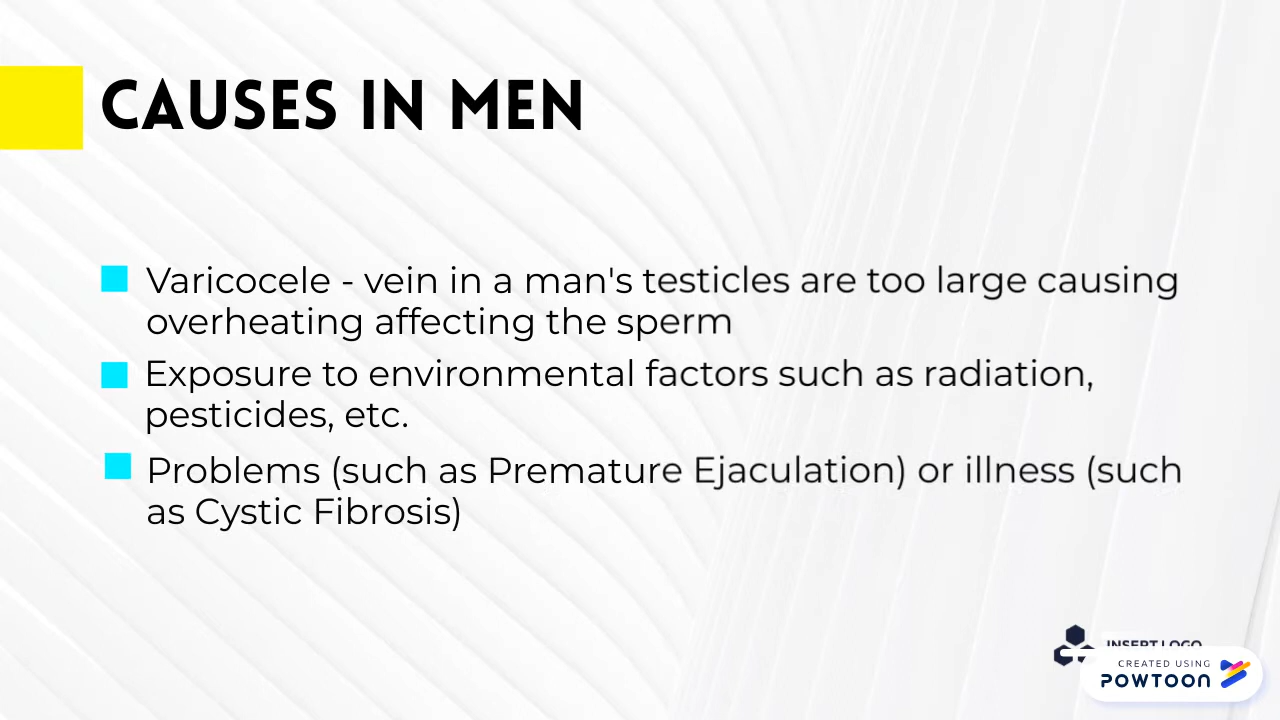 CAUSES IN MEN
Varicocele - vein in a man's testicles are too large causing
overheating affecting the sperm
Exposure to environmental factors such as radiation,
pesticides, etc.
Problems (such as Premature Ejaculation) or illness (such
as Cystic Fibrosis)
INSERT LOGO
CREATED USING
POWTOON